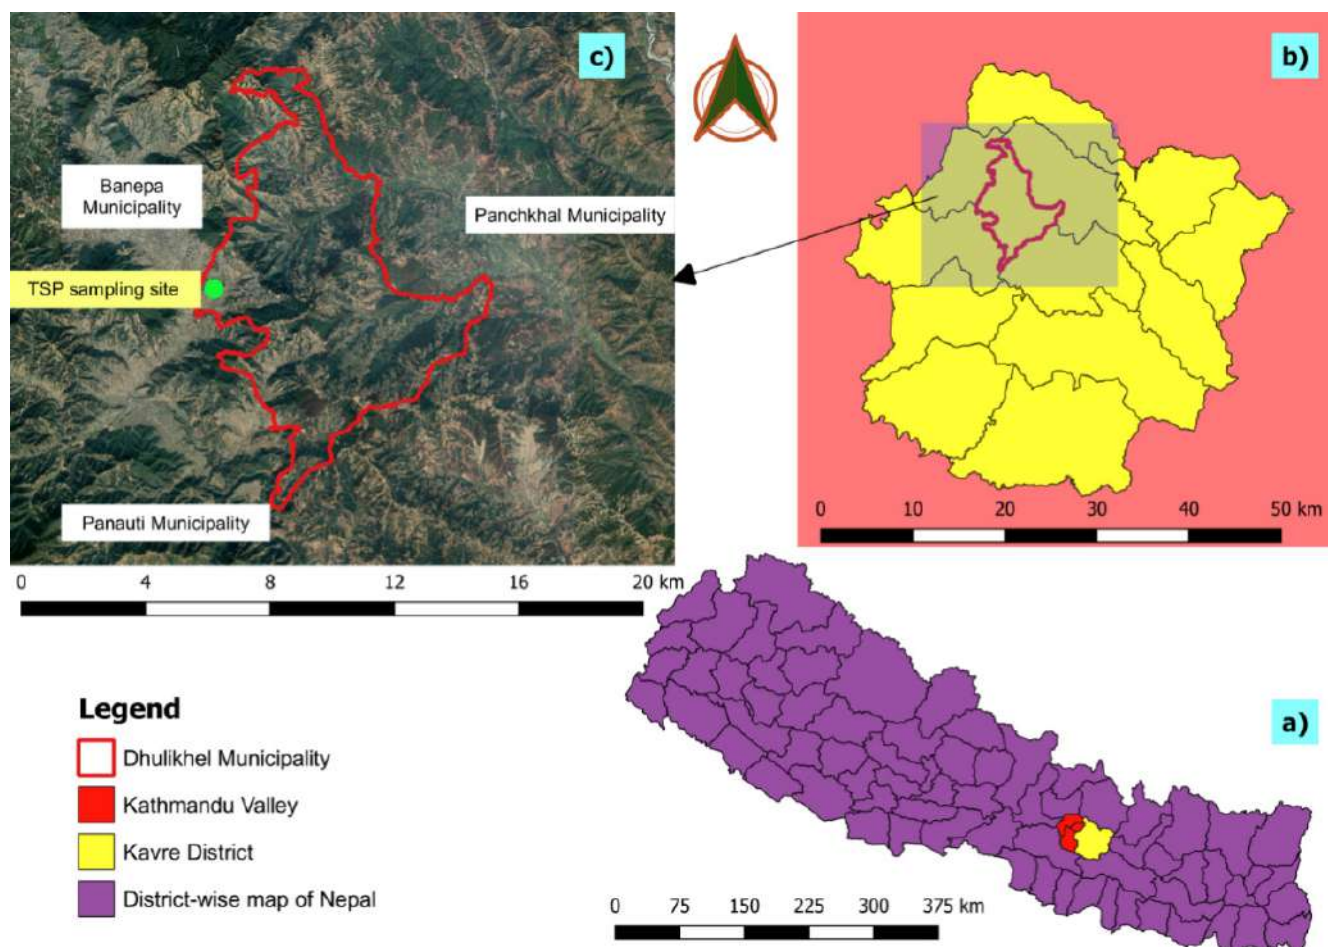 c)
b)
Banepa
Municipality
Panchkhal Municipality
TSP sampling site
Panauti Municipality
0 10 20 30 40 50 km
0 4 8 12 16 20 km
a)
Legend
Dhulikhel Municipality
Kathmandu Valley
Kavre District
District-wise map of Nepal
0 75 150 225 300 375 km